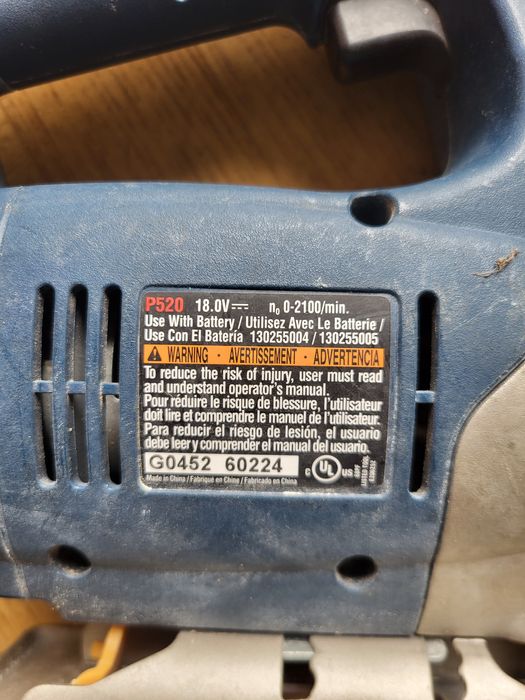 P520 18.0V⎓ n₀ 0-2100/min.
Use With Battery / Utilisez Avec Le Batterie /
Use Con El Batería 130255004 / 130255005
WARNING · AVERTISSEMENT · ADVERTENCIA
To reduce the risk of injury, user must read
and understand operator's manual.
Pour réduire le risque de blessure, l'utilisateur
doit lire et comprendre le manuel de l'utilisateur.
Para reducir el riesgo de lesión, el usuario
debe leer y comprender el manual del usuario.
G0452 60224
Made in China / Fabriqué en Chine / Fabricado en China
c UL US